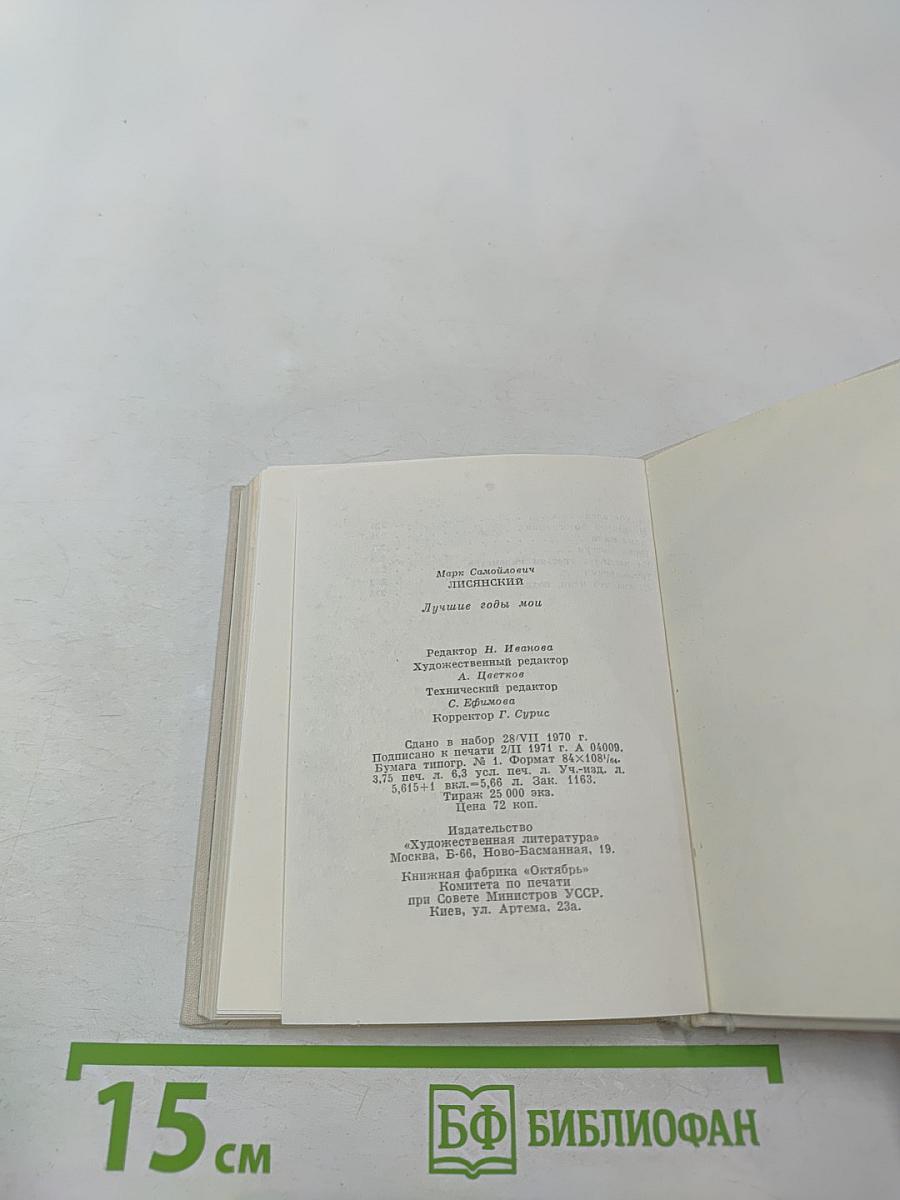 Марк Самойлович
ЛИСЯНСКИЙ
Лучшие годы мои
Редактор Н. Иванова
Художественный редактор
А. Цветков
Технический редактор
С. Ефимова
Корректор Г. Сурис
Сдано в набор 28/VII 1970 г.
Подписано к печати 2/II 1971 г. А 04009.
Бумага типогр. № 1. Формат 84×108¹/₆₄.
3,75 печ. л. 6,3 усл. печ. л. Уч.-изд. л.
5,615+1 вкл.=5,66 л. Зак. 1163.
Тираж 25 000 экз.
Цена 72 коп.
Издательство
«Художественная литература»
Москва, Б-66, Ново-Басманная, 19.
Книжная фабрика «Октябрь»
Комитета по печати
при Совете Министров УССР.
Киев, ул. Артема, 23а.
15 см
БФ БИБЛИОФАН